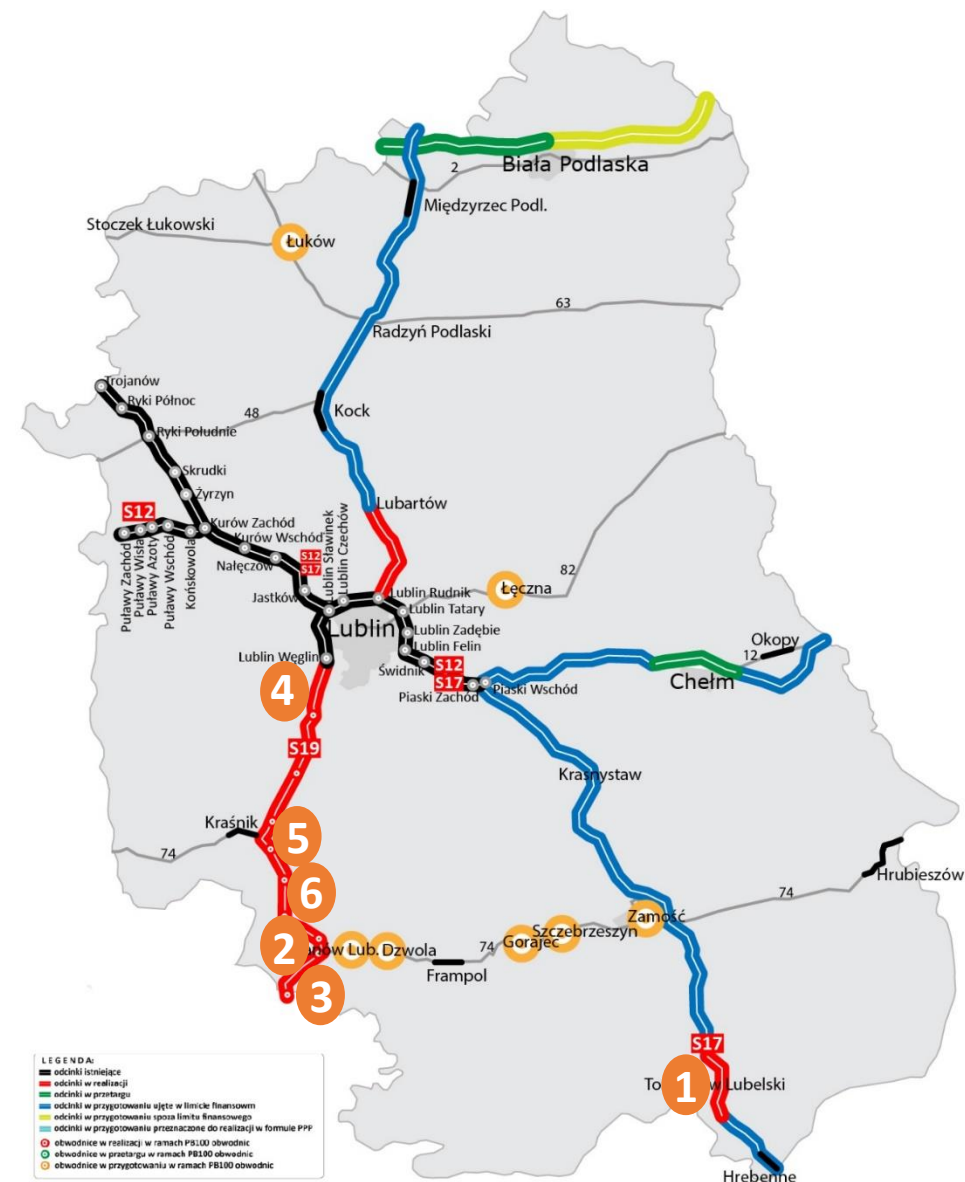 2
Biała Podlaska
Międzyrzec Podl.
Stoczek Łukowski
Łuków
63
Radzyń Podlaski
Trojanów
Ryki Północ
48
Kock
Ryki Południe
Skrudki
Żyrzyn
Lubartów
S12
Kurów Zachód
Kurów Wschód
Nałęczów
S12
S17
Jastków
Puławy Zachód
Puławy Wisła
Puławy Azoty
Puławy Wschód
Końskowola
Lublin Sławinek
Lublin Czechów
82
Łęczna
Lublin Rudnik
Lublin Tatary
Lublin
Lublin Zadębie
Lublin Felin
Lublin Węglin
Świdnik
S12
S17
Piaski Zachód
Piaski Wschód
Okopy
12
Chełm
4
S19
Krasnystaw
Kraśnik
5
74
Hrubieszów
6
74
Zamość
Szczebrzeszyn
Gorajec
2
Lub.
Dzwola
74
Frampol
3
S17
1
Lubelski
Hrebenne
LEGENDA:
odcinki istniejące
odcinki w realizacji
odcinki w przetargu
odcinki w przygotowaniu ujęte w limicie finansowm
odcinki w przygotowaniu spoza limitu finansowego
odcinki w przygotowaniu przeznaczone do realizacji w formule PPP
obwodnice w realizacji w ramach PB100 obwodnic
obwodnice w przetargu w ramach PB100 obwodnic
obwodnice w przygotowaniu w ramach PB100 obwodnic